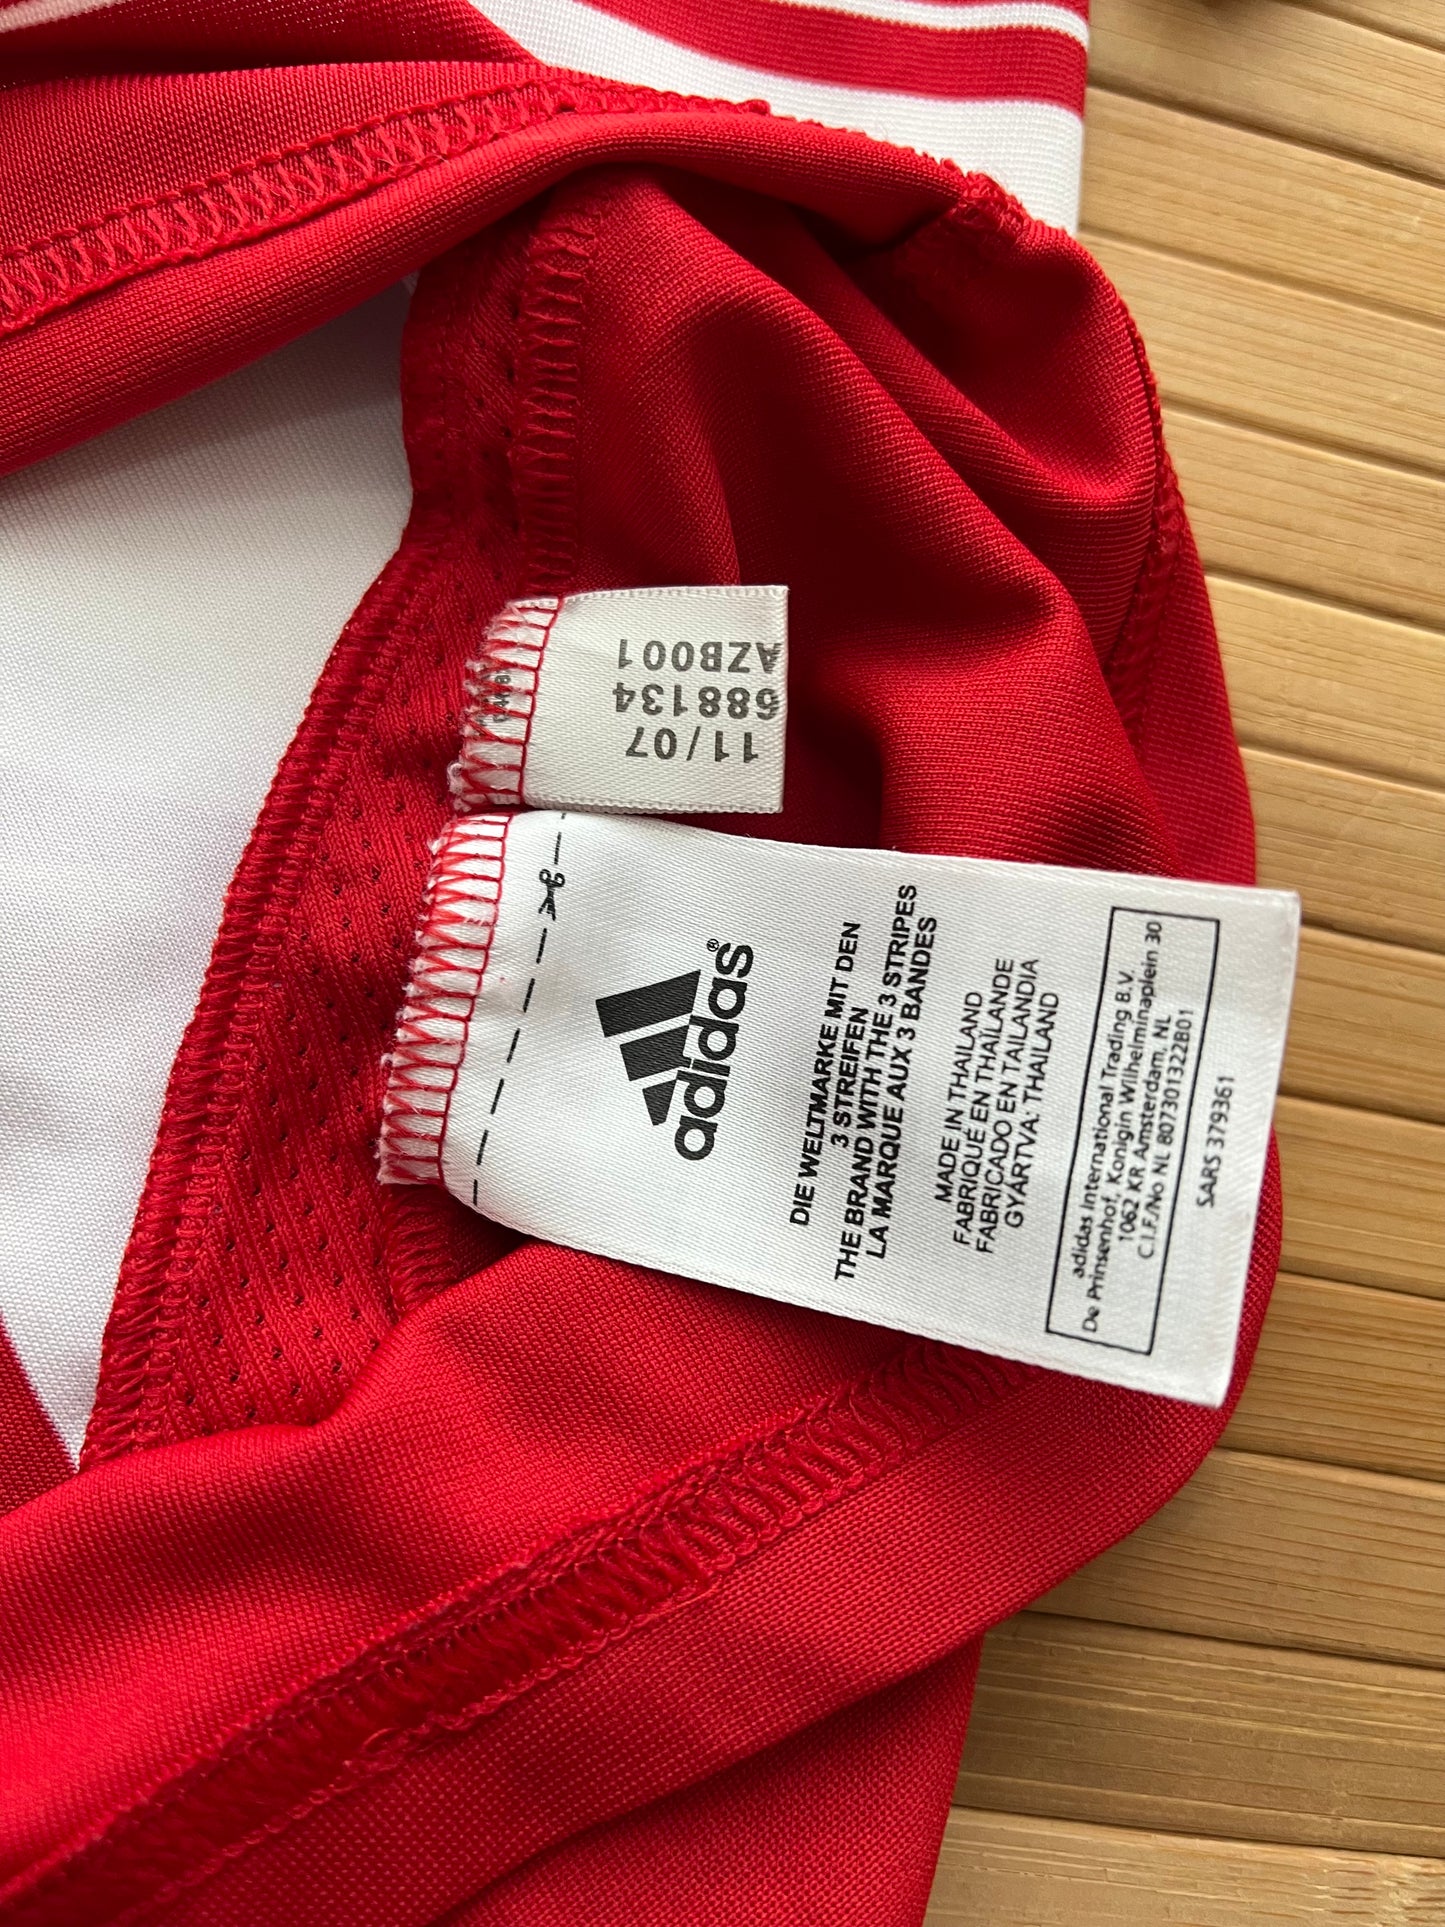 11/07
688134
AZB001
adidas®
DIE WELTMARKE MIT DEN
3 STREIFEN
THE BRAND WITH THE 3 STRIPES
LA MARQUE AUX 3 BANDES
MADE IN THAILAND
FABRIQUÉ EN THAÏLANDE
FABRICADO EN TAILANDIA
GYÁRTVA: THAILAND
adidas International Trading B.V.
De Prinsenhof, Konigin Wilhelminaplein 30
1062 KR Amsterdam, NL
C.I.F./No NL 807301322B01
SARS 379361